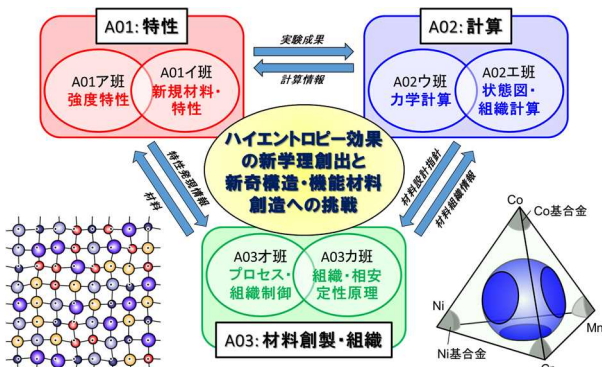 A01: 特性
A01ア班
強度特性
A01イ班
新規材料・
特性
実験成果
計算情報
A02: 計算
A02ウ班
力学計算
A02エ班
状態図・
組織計算
ハイエントロピー効果
の新学理創出と
新奇構造・機能材料
創造への挑戦
特性発現情報
材料
材料設計指針
材料組織情報
A03オ班
プロセス・
組織制御
A03カ班
組織・相安
定性原理
A03: 材料創製・組織
Co
Co基合金
Ni
Ni基合金
Mn